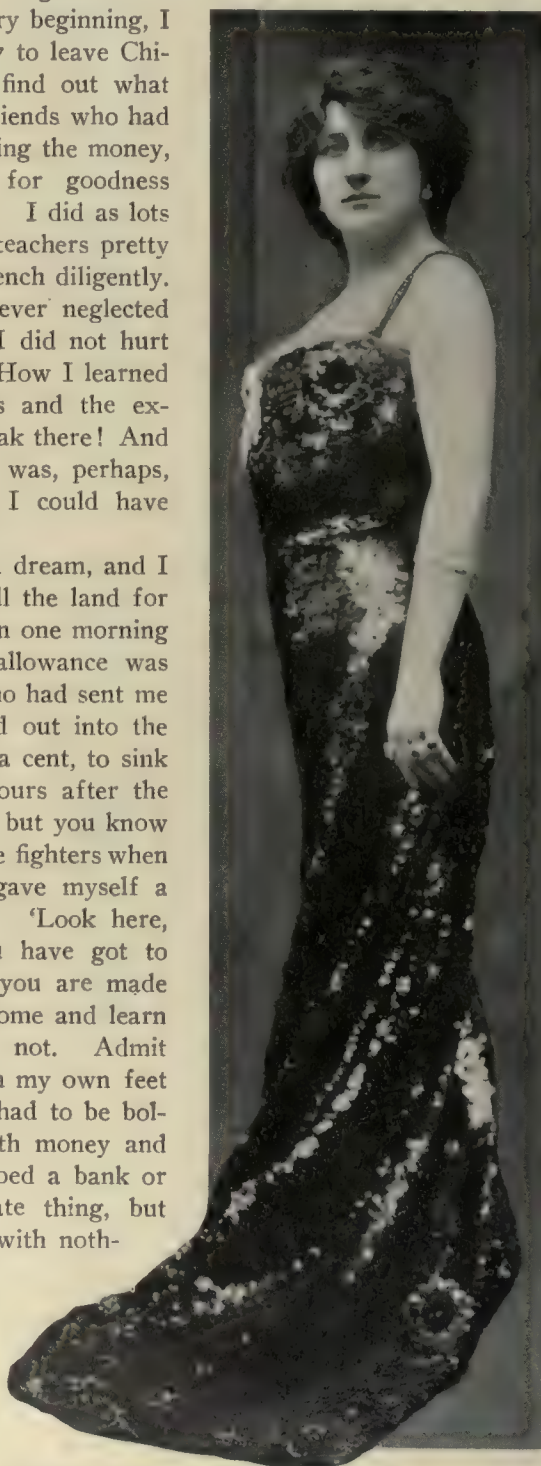 ry beginning, I
to leave Chi-
find out what
iends who had
ing the money,
for goodness
I did as lots
teachers pretty
ench diligently.
ever neglected
I did not hurt
How I learned
s and the ex-
ak there! And
was, perhaps,
I could have
dream, and I
ll the land for
n one morning
allowance was
o had sent me
d out into the
a cent, to sink
ours after the
but you know
e fighters when
gave myself a
'Look here,
have got to
you are made
ome and learn
not. Admit
n my own feet
had to be bol-
th money and
bed a bank or
ate thing, but
with noth-